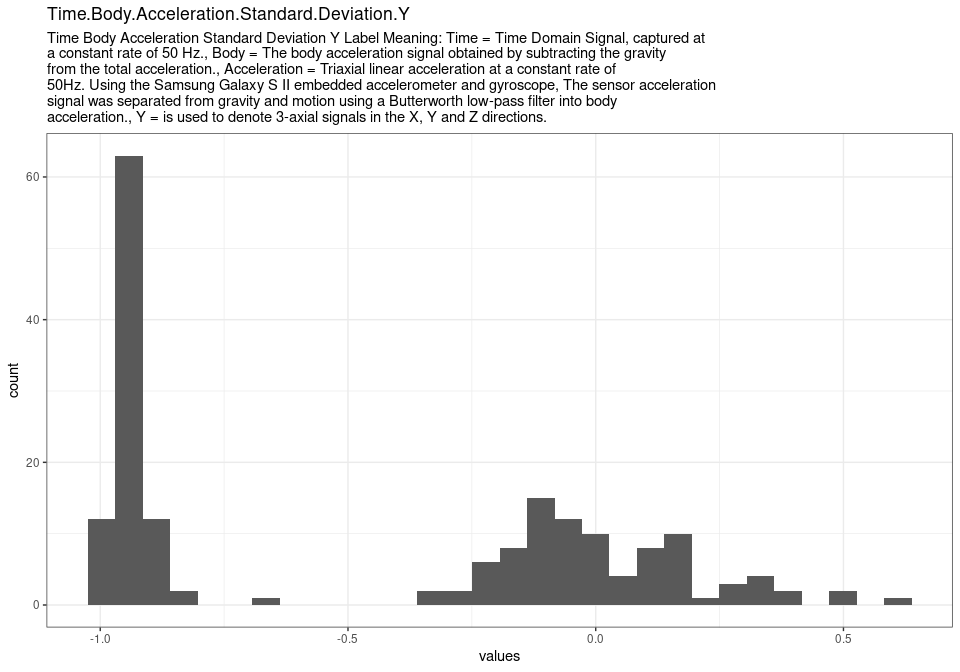 Time.Body.Acceleration.Standard.Deviation.Y
Time Body Acceleration Standard Deviation Y Label Meaning: Time = Time Domain Signal, captured at
a constant rate of 50 Hz., Body = The body acceleration signal obtained by subtracting the gravity
from the total acceleration., Acceleration = Triaxial linear acceleration at a constant rate of
50Hz. Using the Samsung Galaxy S II embedded accelerometer and gyroscope, The sensor acceleration
signal was separated from gravity and motion using a Butterworth low-pass filter into body
acceleration., Y = is used to denote 3-axial signals in the X, Y and Z directions.
60
40
20
0
count
-1.0
-0.5
0.0
0.5
values